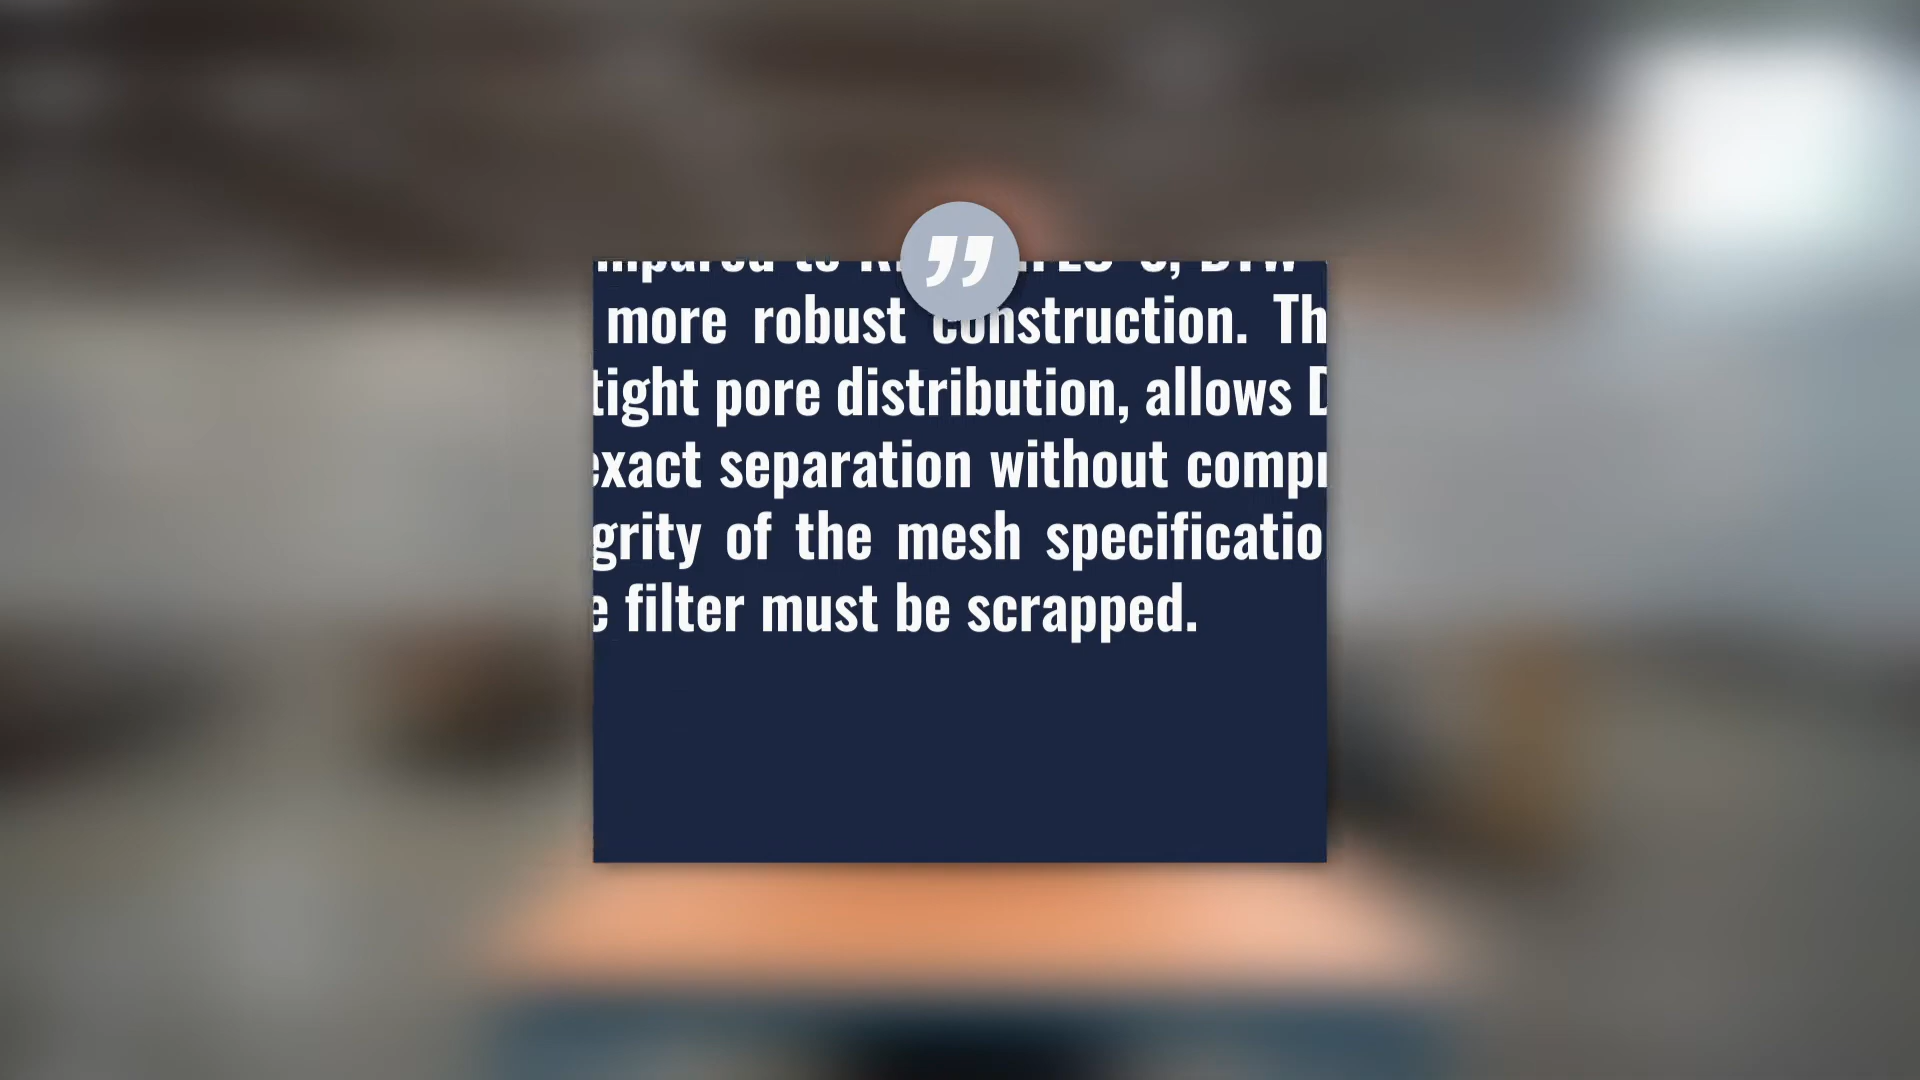 more robust construction. Th
tight pore distribution, allows
exact separation without comp
grity of the mesh specificatio
e filter must be scrapped.